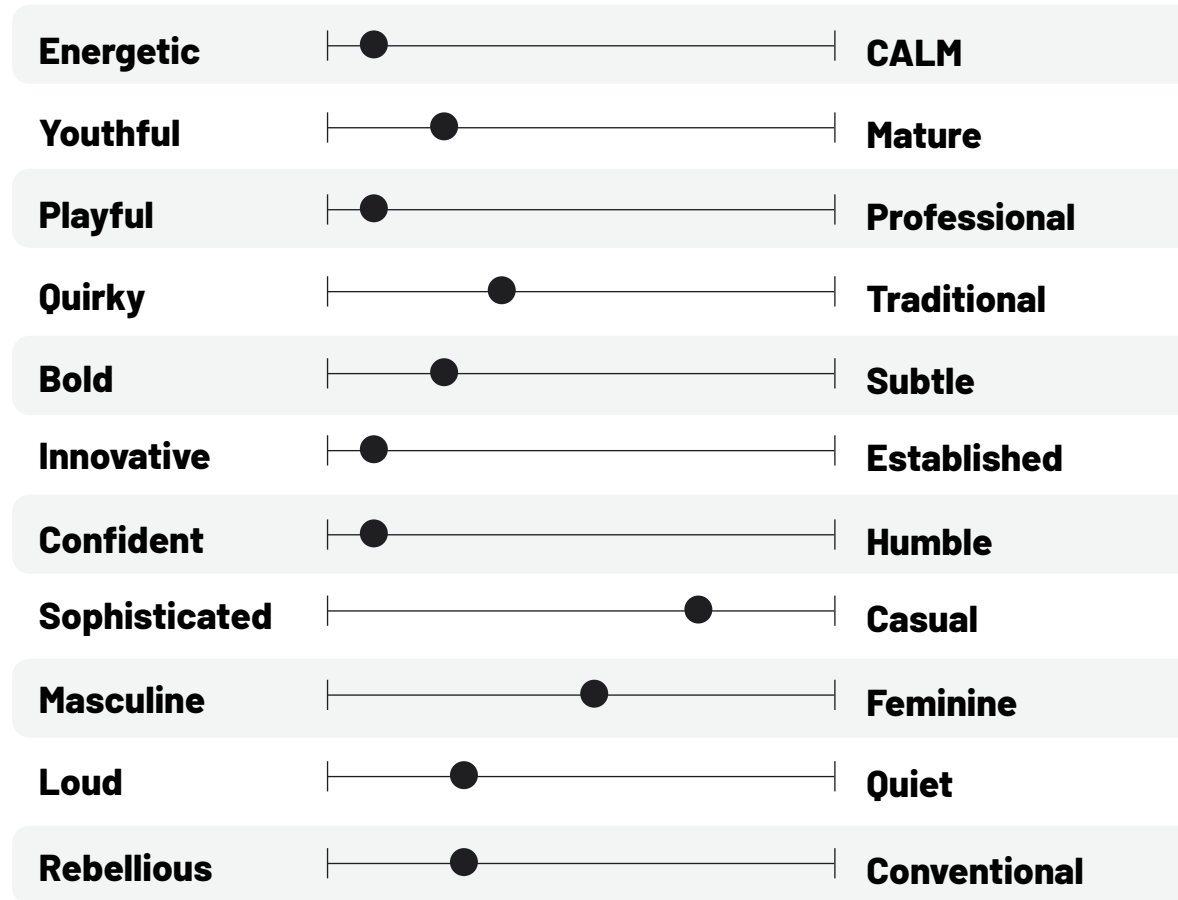 Energetic CALM
Youthful Mature
Playful Professional
Quirky Traditional
Bold Subtle
Innovative Established
Confident Humble
Sophisticated Casual
Masculine Feminine
Loud Quiet
Rebellious Conventional